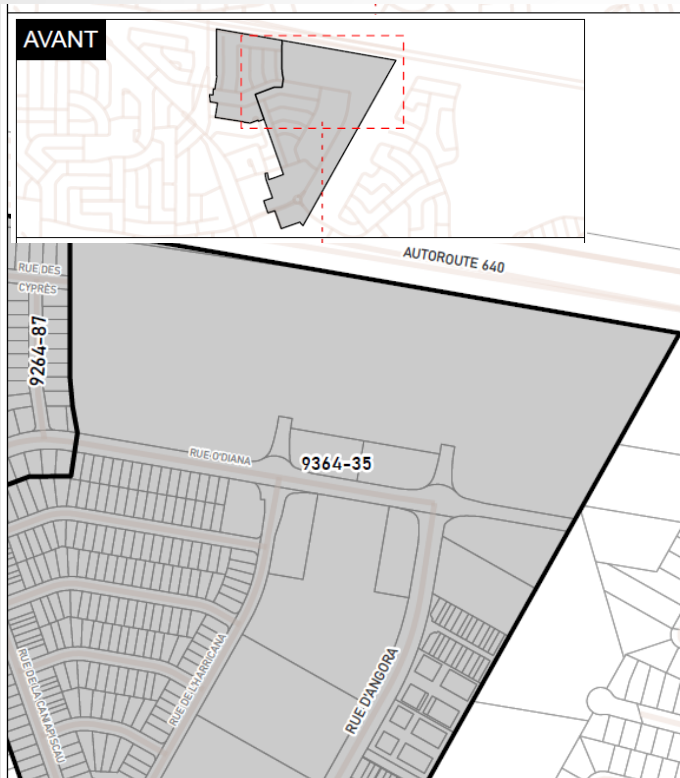 AVANT
AUTOROUTE 640
RUE DES
CYPRÈS
9264-87
RUE O'DIANA
9364-35
RUE DE L'HARRICANA
RUE D'ANGORA
RUE DE LA CANIAPISCAU